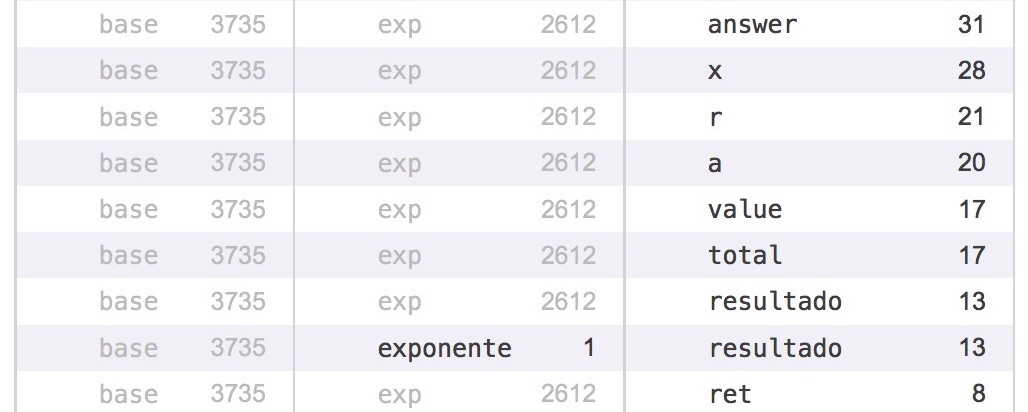 base 3735 exp 2612 answer 31
base 3735 exp 2612 x 28
base 3735 exp 2612 r 21
base 3735 exp 2612 a 20
base 3735 exp 2612 value 17
base 3735 exp 2612 total 17
base 3735 exp 2612 resultado 13
base 3735 exponente 1 resultado 13
base 3735 exp 2612 ret 8